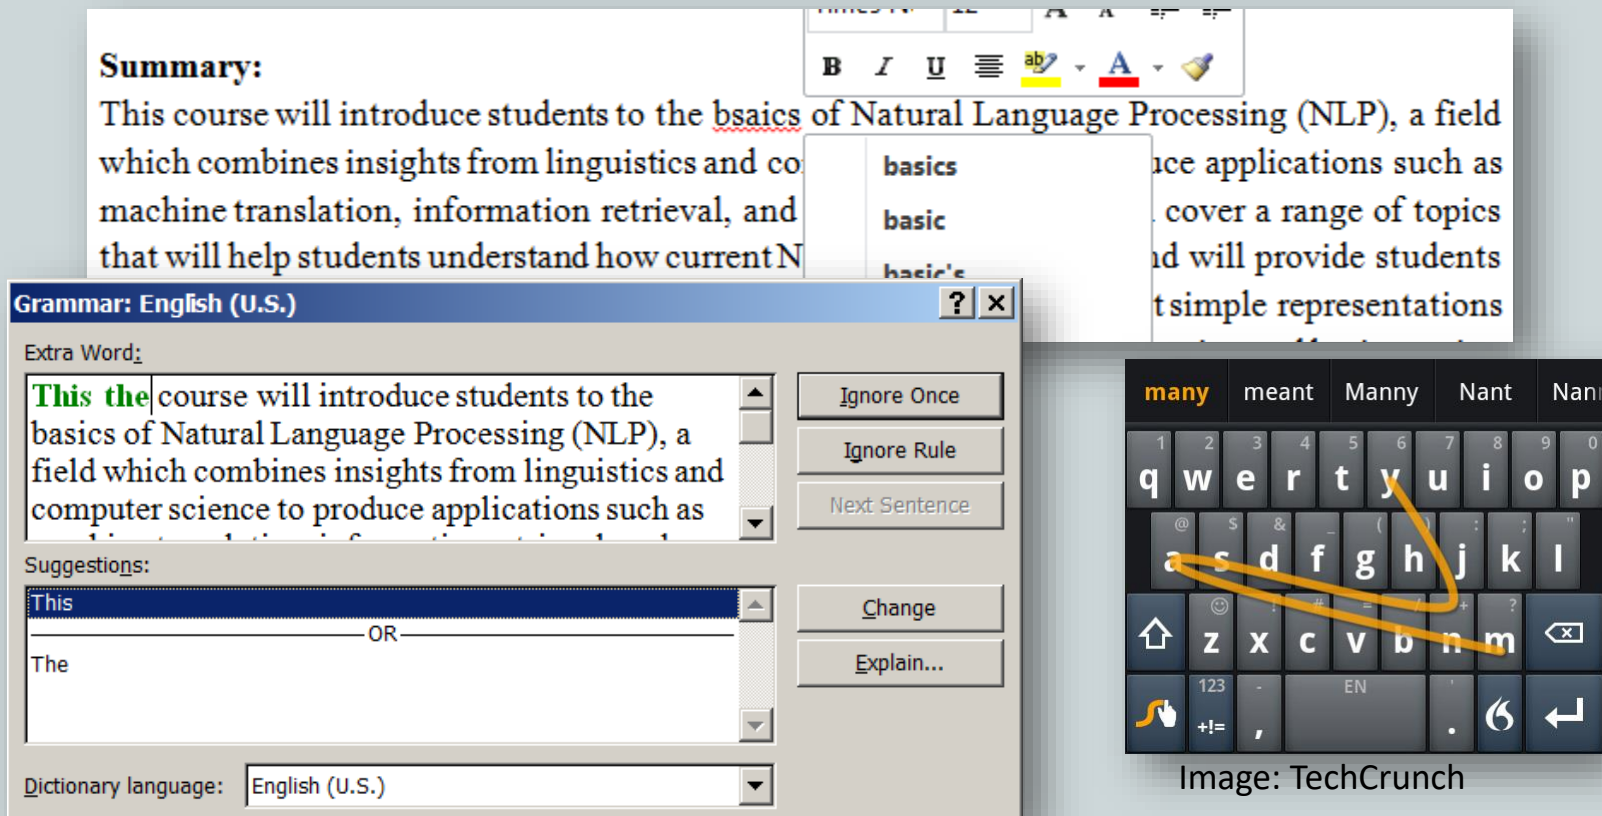 Summary:
B I U ab A
This course will introduce students to the bsaics of Natural Language Processing (NLP), a field
which combines insights from linguistics and co uce applications such as
machine translation, information retrieval, and cover a range of topics
that will help students understand how current N nd will provide students
t simple representations
basics
basic
basic's
Grammar: English (U.S.)
? ×
Extra Word:
This the course will introduce students to the
basics of Natural Language Processing (NLP), a
field which combines insights from linguistics and
computer science to produce applications such as
Ignore Once
Ignore Rule
Next Sentence
Suggestions:
This
OR
The
Change
Explain...
Dictionary language: English (U.S.)
many meant Manny Nant Nan
1 2 3 4 5 6 7 8 9 0
q w e r t y u i o p
@ $ & _ ( ) : ; "
a s d f g h j k l
! # = / + ?
z x c v b n m
123 - EN '
+!= , .
Image: TechCrunch